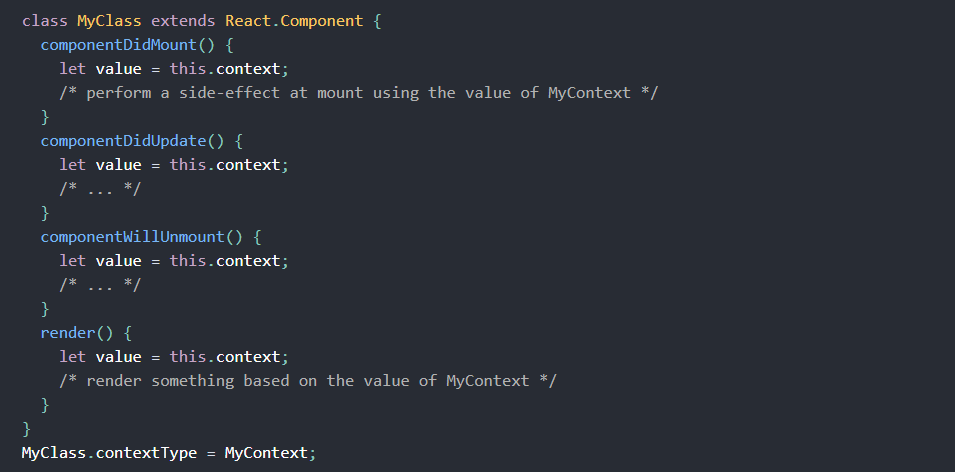 class MyClass extends React.Component {
  componentDidMount() {
    let value = this.context;
    /* perform a side-effect at mount using the value of MyContext */
  }
  componentDidUpdate() {
    let value = this.context;
    /* ... */
  }
  componentWillUnmount() {
    let value = this.context;
    /* ... */
  }
  render() {
    let value = this.context;
    /* render something based on the value of MyContext */
  }
}
MyClass.contextType = MyContext;